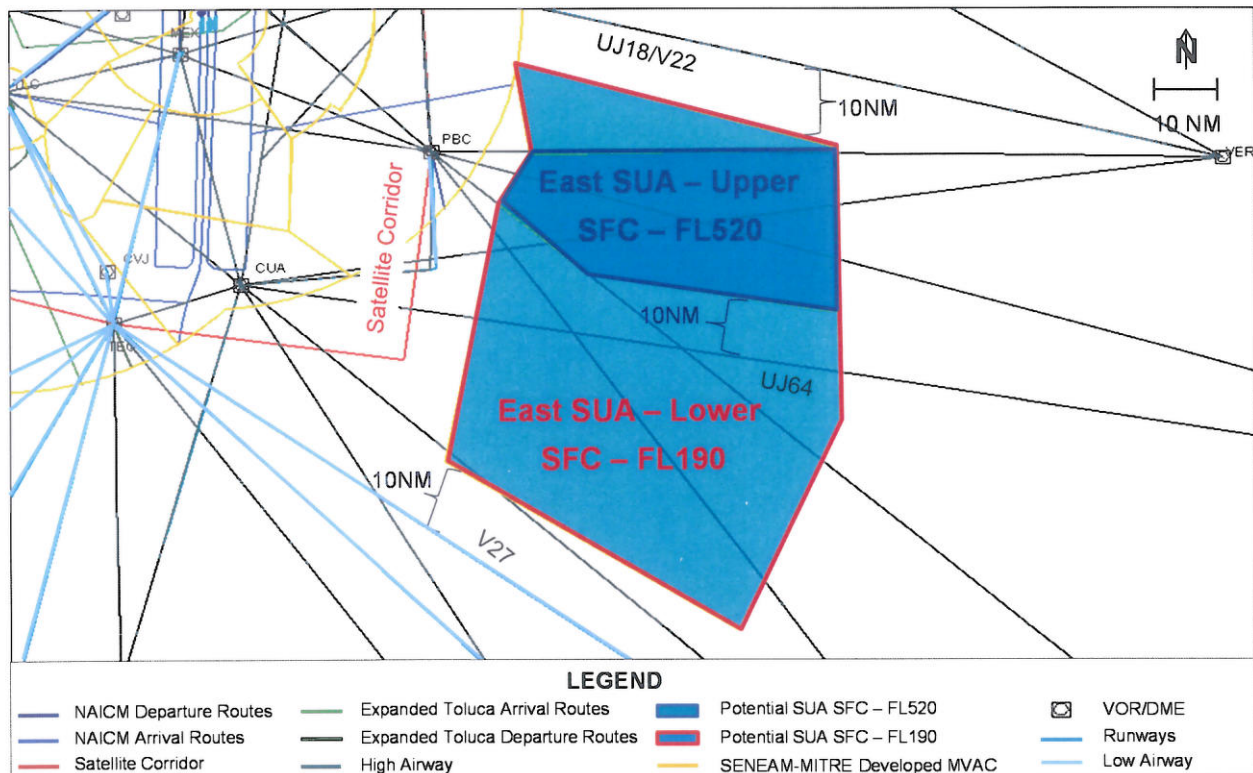 MEX
UJ18/V22
N
10NM
10 NM
PBC
VER
East SUA – Upper
SFC – FL520
Satellite Corridor
CVJ
CUA
10NM
TEQ
UJ64
East SUA – Lower
SFC – FL190
10NM
V27
LEGEND
NAICM Departure Routes
Expanded Toluca Arrival Routes
Potential SUA SFC – FL520
VOR/DME
NAICM Arrival Routes
Expanded Toluca Departure Routes
Potential SUA SFC – FL190
Runways
Satellite Corridor
High Airway
SENEAM-MITRE Developed MVAC
Low Airway